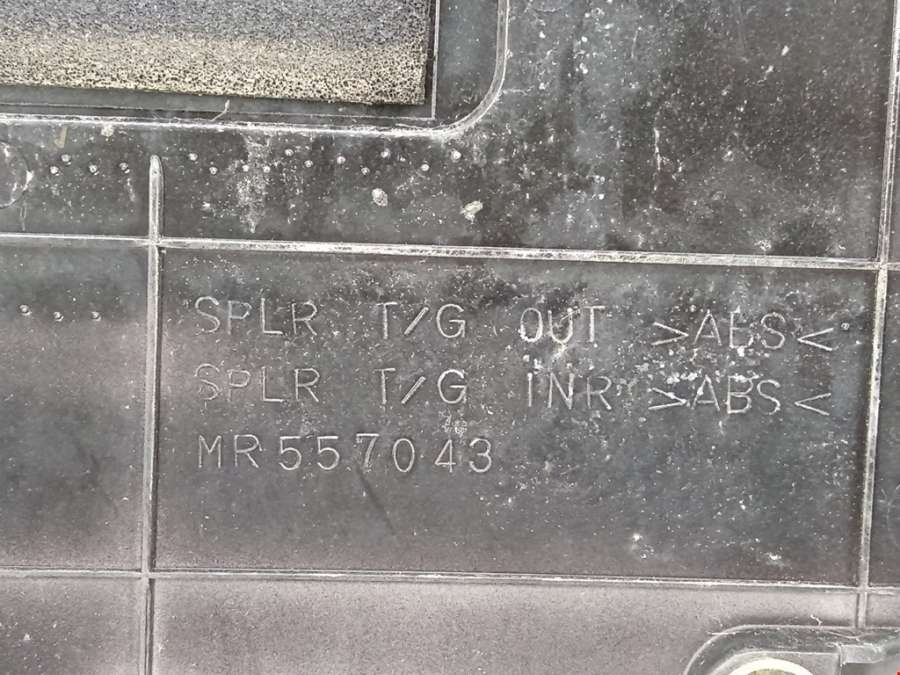 SPLR T/G OUT >ABS<
SPLR T/G INR >ABS<
MR557043